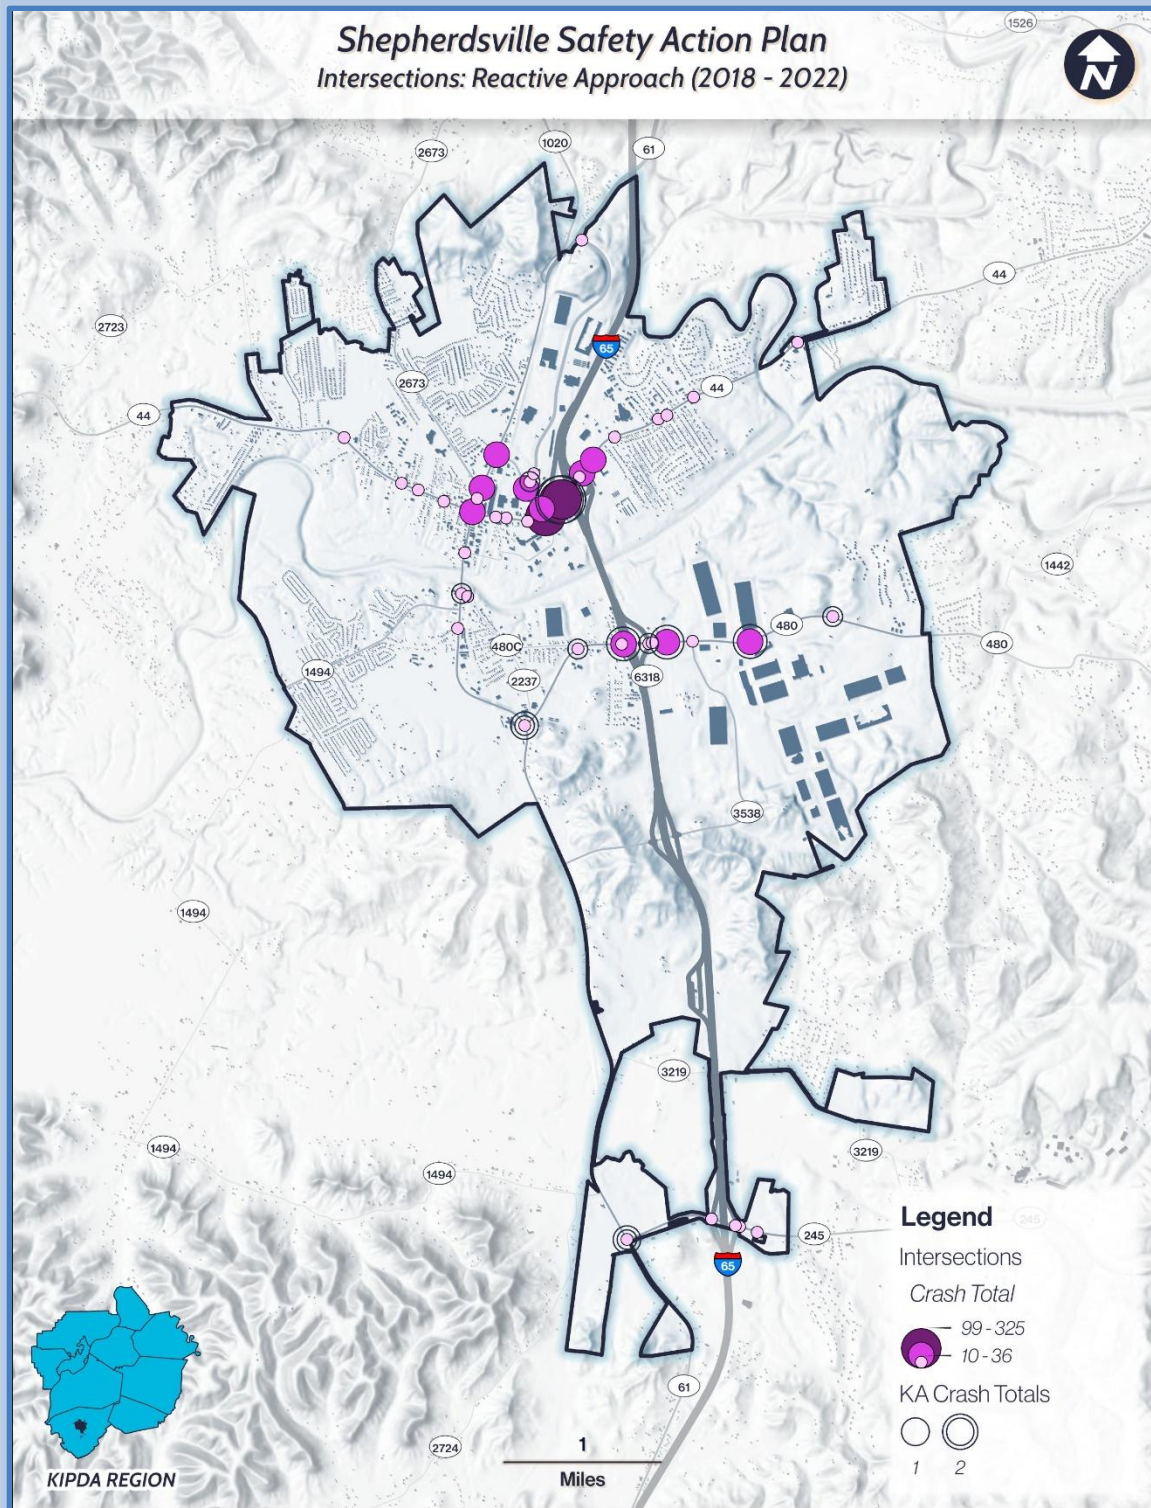 Shepherdsville Safety Action Plan
Intersections: Reactive Approach (2018 - 2022)
N
1526
2673
1020
61
44
2723
65
2673
44
44
1442
480
480C
480
1494
2237
6318
3538
1494
3219
3219
1494
1494
245
245
65
61
2724
Legend
Intersections
Crash Total
99 - 325
10 - 36
KA Crash Totals
1 2
1
Miles
KIPDA REGION